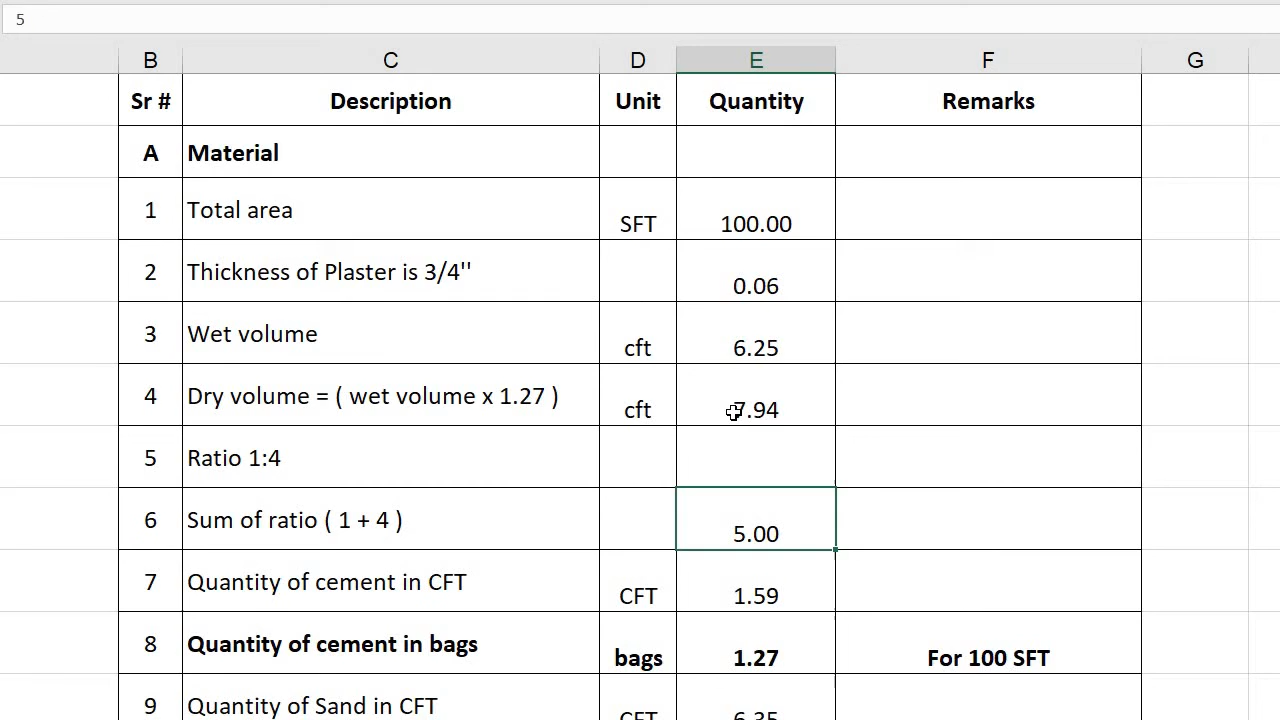 5
B C D E F G
Sr # Description Unit Quantity Remarks
A Material
1 Total area SFT 100.00
2 Thickness of Plaster is 3/4'' 0.06
3 Wet volume cft 6.25
4 Dry volume = ( wet volume x 1.27 ) cft 7.94
5 Ratio 1:4
6 Sum of ratio ( 1 + 4 ) 5.00
7 Quantity of cement in CFT CFT 1.59
8 Quantity of cement in bags bags 1.27 For 100 SFT
9 Quantity of Sand in CFT CFT 6.35